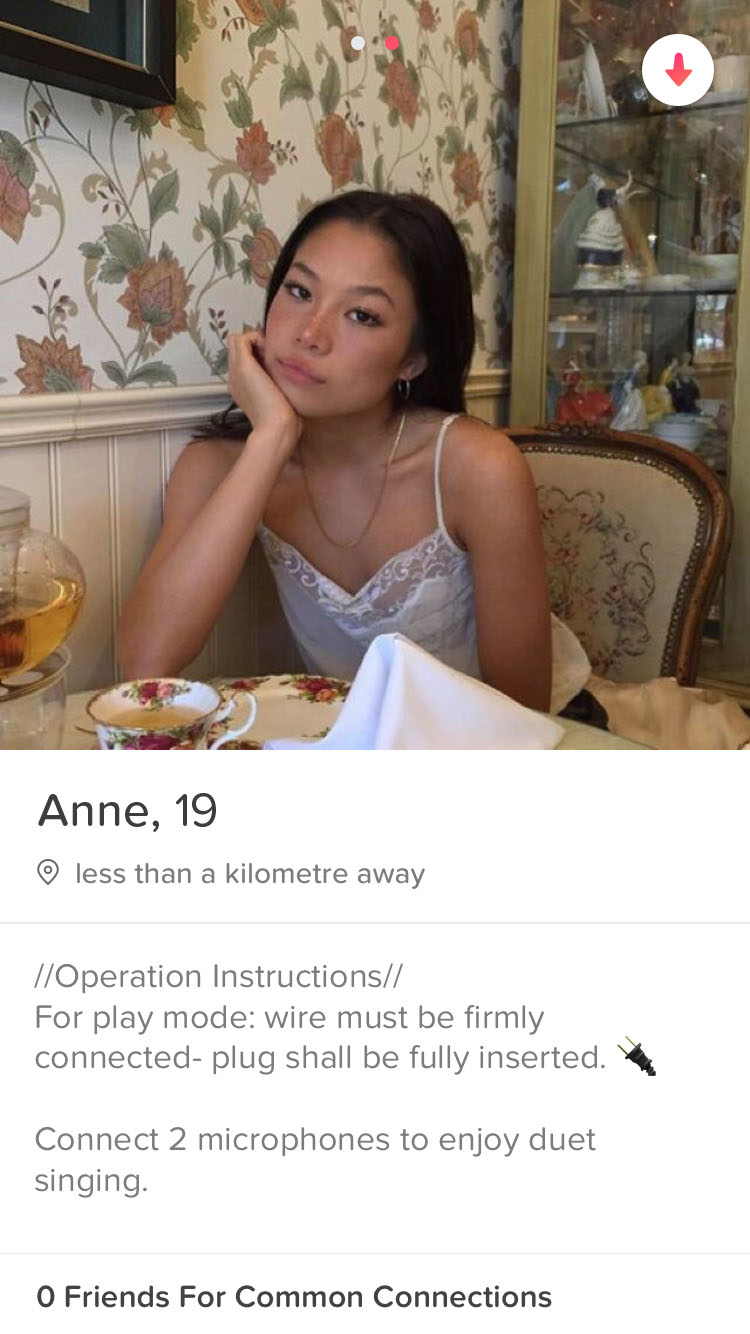 Anne, 19
less than a kilometre away
//Operation Instructions//
For play mode: wire must be firmly
connected- plug shall be fully inserted. 🔌
Connect 2 microphones to enjoy duet
singing.
0 Friends For Common Connections